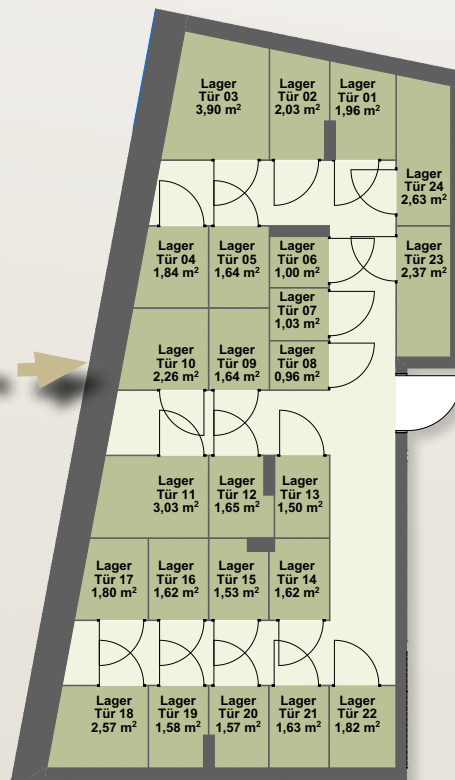 Lager
Tür 03
3,90 m²
Lager
Tür 02
2,03 m²
Lager
Tür 01
1,96 m²
Lager
Tür 24
2,63 m²
Lager
Tür 04
1,84 m²
Lager
Tür 05
1,64 m²
Lager
Tür 06
1,00 m²
Lager
Tür 23
2,37 m²
Lager
Tür 07
1,03 m²
Lager
Tür 10
2,26 m²
Lager
Tür 09
1,64 m²
Lager
Tür 08
0,96 m²
Lager
Tür 11
3,03 m²
Lager
Tür 12
1,65 m²
Lager
Tür 13
1,50 m²
Lager
Tür 17
1,80 m²
Lager
Tür 16
1,62 m²
Lager
Tür 15
1,53 m²
Lager
Tür 14
1,62 m²
Lager
Tür 18
2,57 m²
Lager
Tür 19
1,58 m²
Lager
Tür 20
1,57 m²
Lager
Tür 21
1,63 m²
Lager
Tür 22
1,82 m²